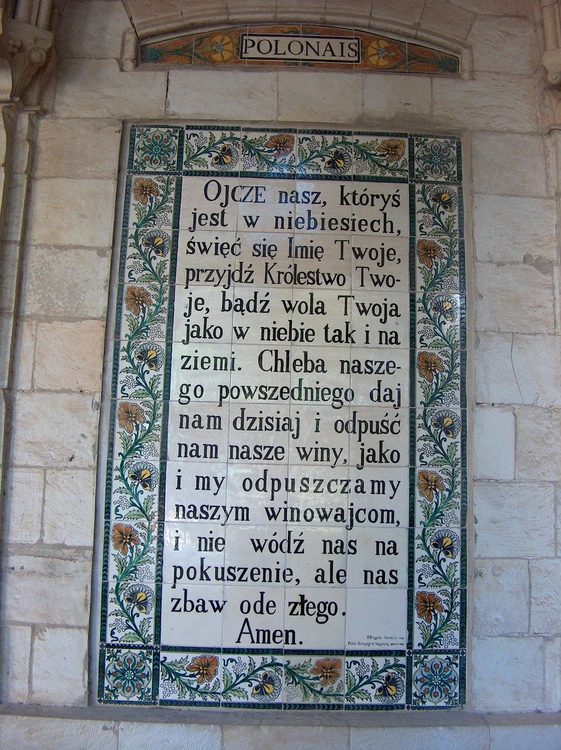 POLONAIS
OJCZE nasz, któryś
jest w niebiesiech,
święć się Imię Twoje,
przyjdź Królestwo Two-
je, bądź wola Twoja
jako w niebie tak i na
ziemi. Chleba nasze-
go powszedniego daj
nam dzisiaj i odpuść
nam nasze winy, jako
i my odpuszczamy
naszym winowajcom,
i nie wódź nas na
pokuszenie, ale nas
zbaw ode złego.
Amen.